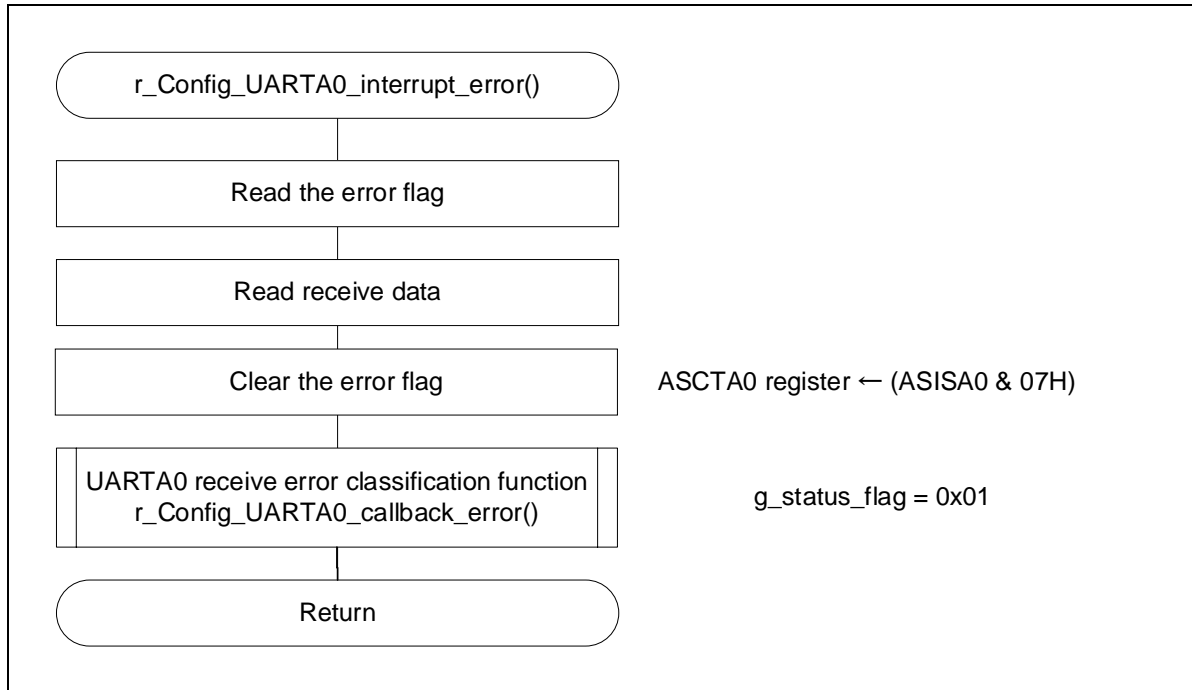 r_Config_UARTA0_interrupt_error()
Read the error flag
Read receive data
Clear the error flag
ASCTA0 register ← (ASISA0 & 07H)
UARTA0 receive error classification function
r_Config_UARTA0_callback_error()
g_status_flag = 0x01
Return